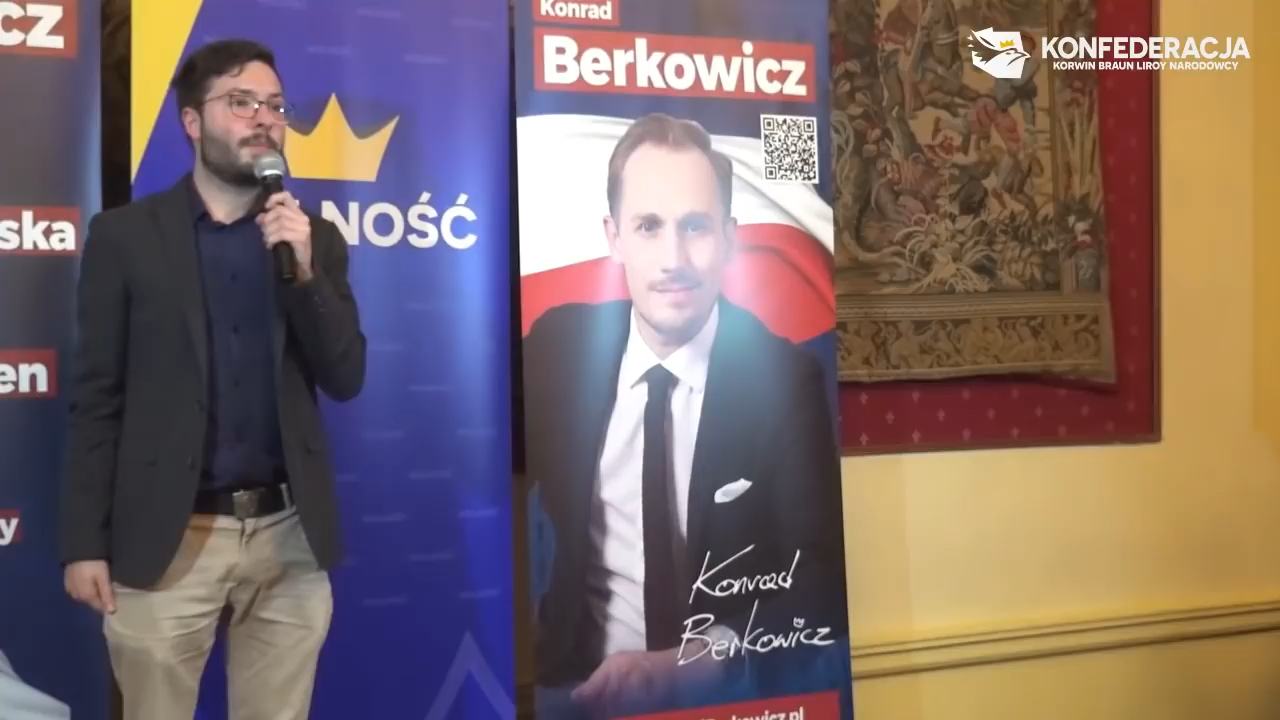 cz
ska
en
y
NOŚĆ
Konrad
Berkowicz
Konrad
Berkowicz
KONFEDERACJA
KORWIN BRAUN LIROY NARODOWCY